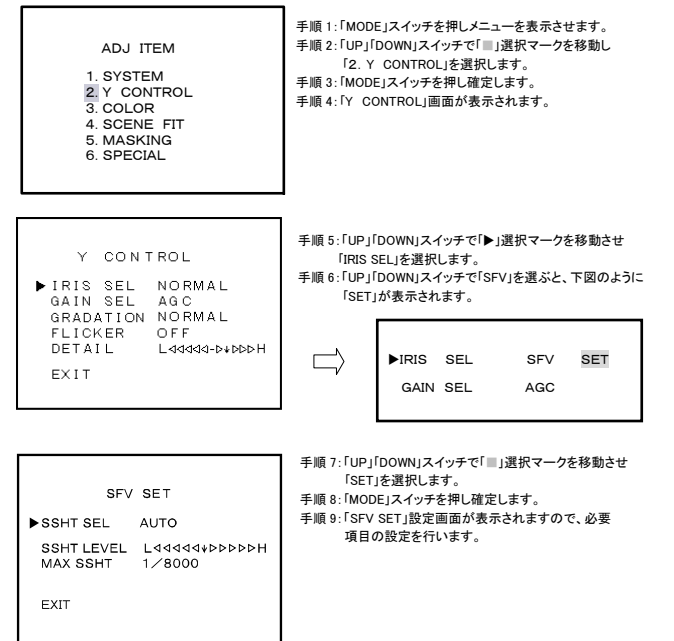 ADJ ITEM
1. SYSTEM
2. Y CONTROL
3. COLOR
4. SCENE FIT
5. MASKING
6. SPECIAL
手順 1:「MODE」スイッチを押しメニューを表示させます。
手順 2:「UP」「DOWN」スイッチで「■」選択マークを移動し
「2. Y CONTROL」を選択します。
手順 3:「MODE」スイッチを押し確定します。
手順 4:「Y CONTROL」画面が表示されます。
Y CONTROL
▶IRIS SEL NORMAL
GAIN SEL AGC
GRADATION NORMAL
FLICKER OFF
DETAIL L◁◁◁◁◁-▷↓▷▷▷H
EXIT
手順 5:「UP」「DOWN」スイッチで「▶」選択マークを移動させ
「IRIS SEL」を選択します。
手順 6:「UP」「DOWN」スイッチで「SFV」を選ぶと、下図のように
「SET」が表示されます。
▶IRIS SEL SFV SET
GAIN SEL AGC
SFV SET
▶SSHT SEL AUTO
SSHT LEVEL L◁◁◁◁◁↓▷▷▷▷▷H
MAX SSHT 1/8000
EXIT
手順 7:「UP」「DOWN」スイッチで「■」選択マークを移動させ
「SET」を選択します。
手順 8:「MODE」スイッチを押し確定します。
手順 9:「SFV SET」設定画面が表示されますので、必要
項目の設定を行います。